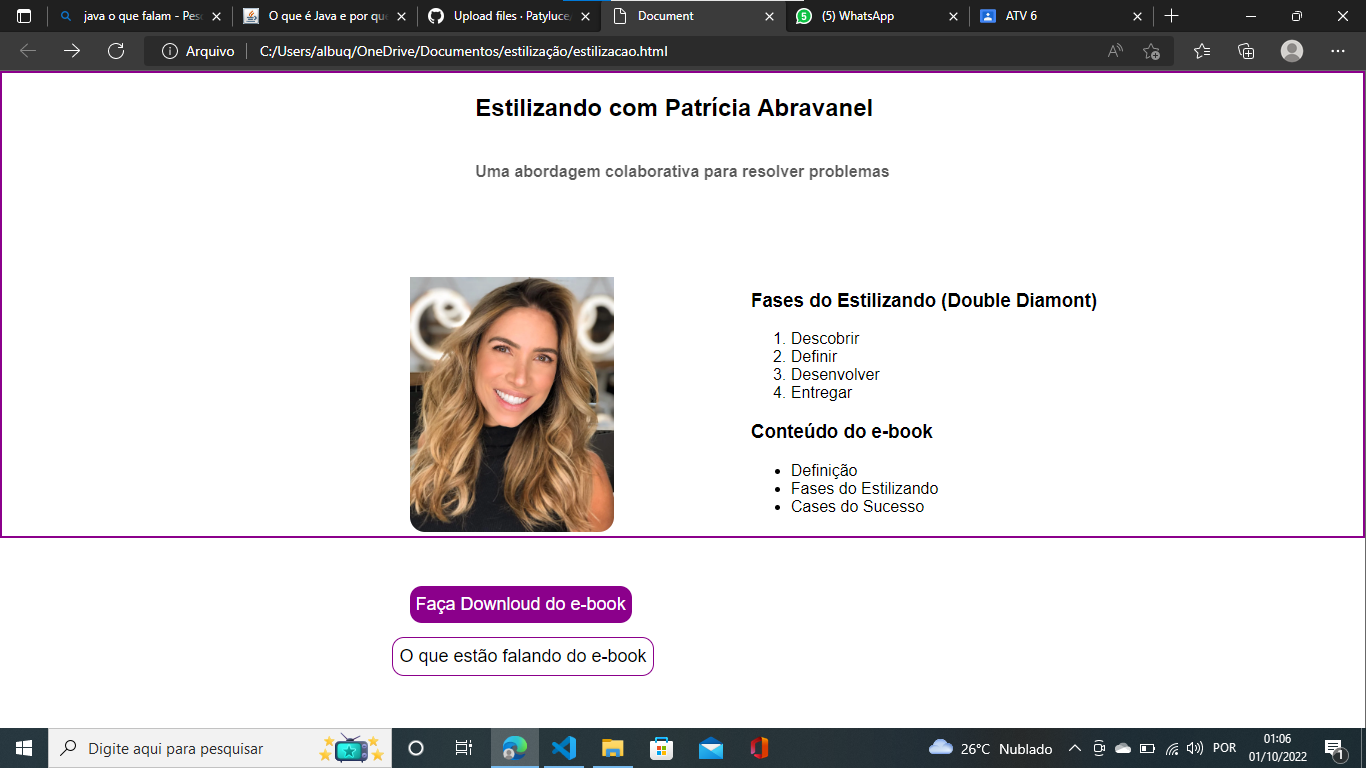 java o que falam - Pes
O que é Java e por qu
Upload files · Patyluce
Document
5
(5) WhatsApp
ATV 6
Arquivo
C:/Users/albuq/OneDrive/Documentos/estilização/estilizacao.html
Estilizando com Patrícia Abravanel
Uma abordagem colaborativa para resolver problemas
Fases do Estilizando (Double Diamont)
1. Descobrir
2. Definir
3. Desenvolver
4. Entregar
Conteúdo do e-book
• Definição
• Fases do Estilizando
• Cases do Sucesso
Faça Downloud do e-book
O que estão falando do e-book
Digite aqui para pesquisar
26°C Nublado
POR
01:06
01/10/2022
1